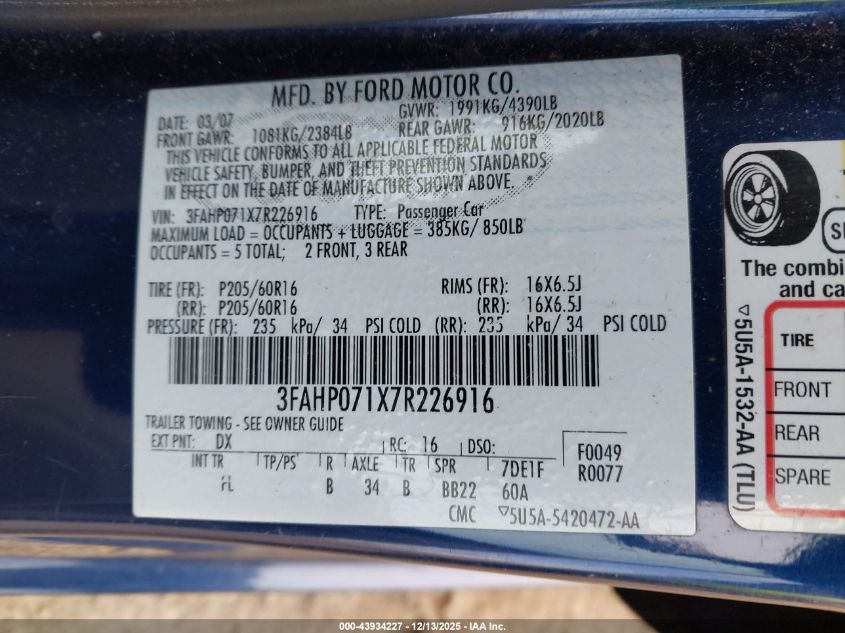 MFD. BY FORD MOTOR CO.
DATE: 03/07 GVWR: 1991KG/4390LB
FRONT GAWR: 1081KG/2384LB REAR GAWR: 916KG/2020LB
THIS VEHICLE CONFORMS TO ALL APPLICABLE FEDERAL MOTOR
VEHICLE SAFETY, BUMPER, AND THEFT PREVENTION STANDARDS
IN EFFECT ON THE DATE OF MANUFACTURE SHOWN ABOVE.
VIN: 3FAHP071X7R226916 TYPE: Passenger Car
MAXIMUM LOAD = OCCUPANTS + LUGGAGE = 385KG/ 850LB
OCCUPANTS = 5 TOTAL; 2 FRONT, 3 REAR
TIRE (FR): P205/60R16 RIMS (FR): 16X6.5J
(RR): P205/60R16 (RR): 16X6.5J
PRESSURE (FR): 235 kPa/ 34 PSI COLD (RR): 235 kPa/ 34 PSI COLD
3FAHP071X7R226916
TRAILER TOWING - SEE OWNER GUIDE
EXT PNT: DX RC: 16 DSO: F0049
INT TR TP/PS R AXLE TR SPR 7DE1F R0077
B 34 B BB22 60A
CMC ▽5U5A-5420472-AA
The combi
and ca
TIRE
FRONT
REAR
SPARE
▽5U5A-1532-AA (TLU)
000-43934227 - 12/13/2025 - IAA Inc.